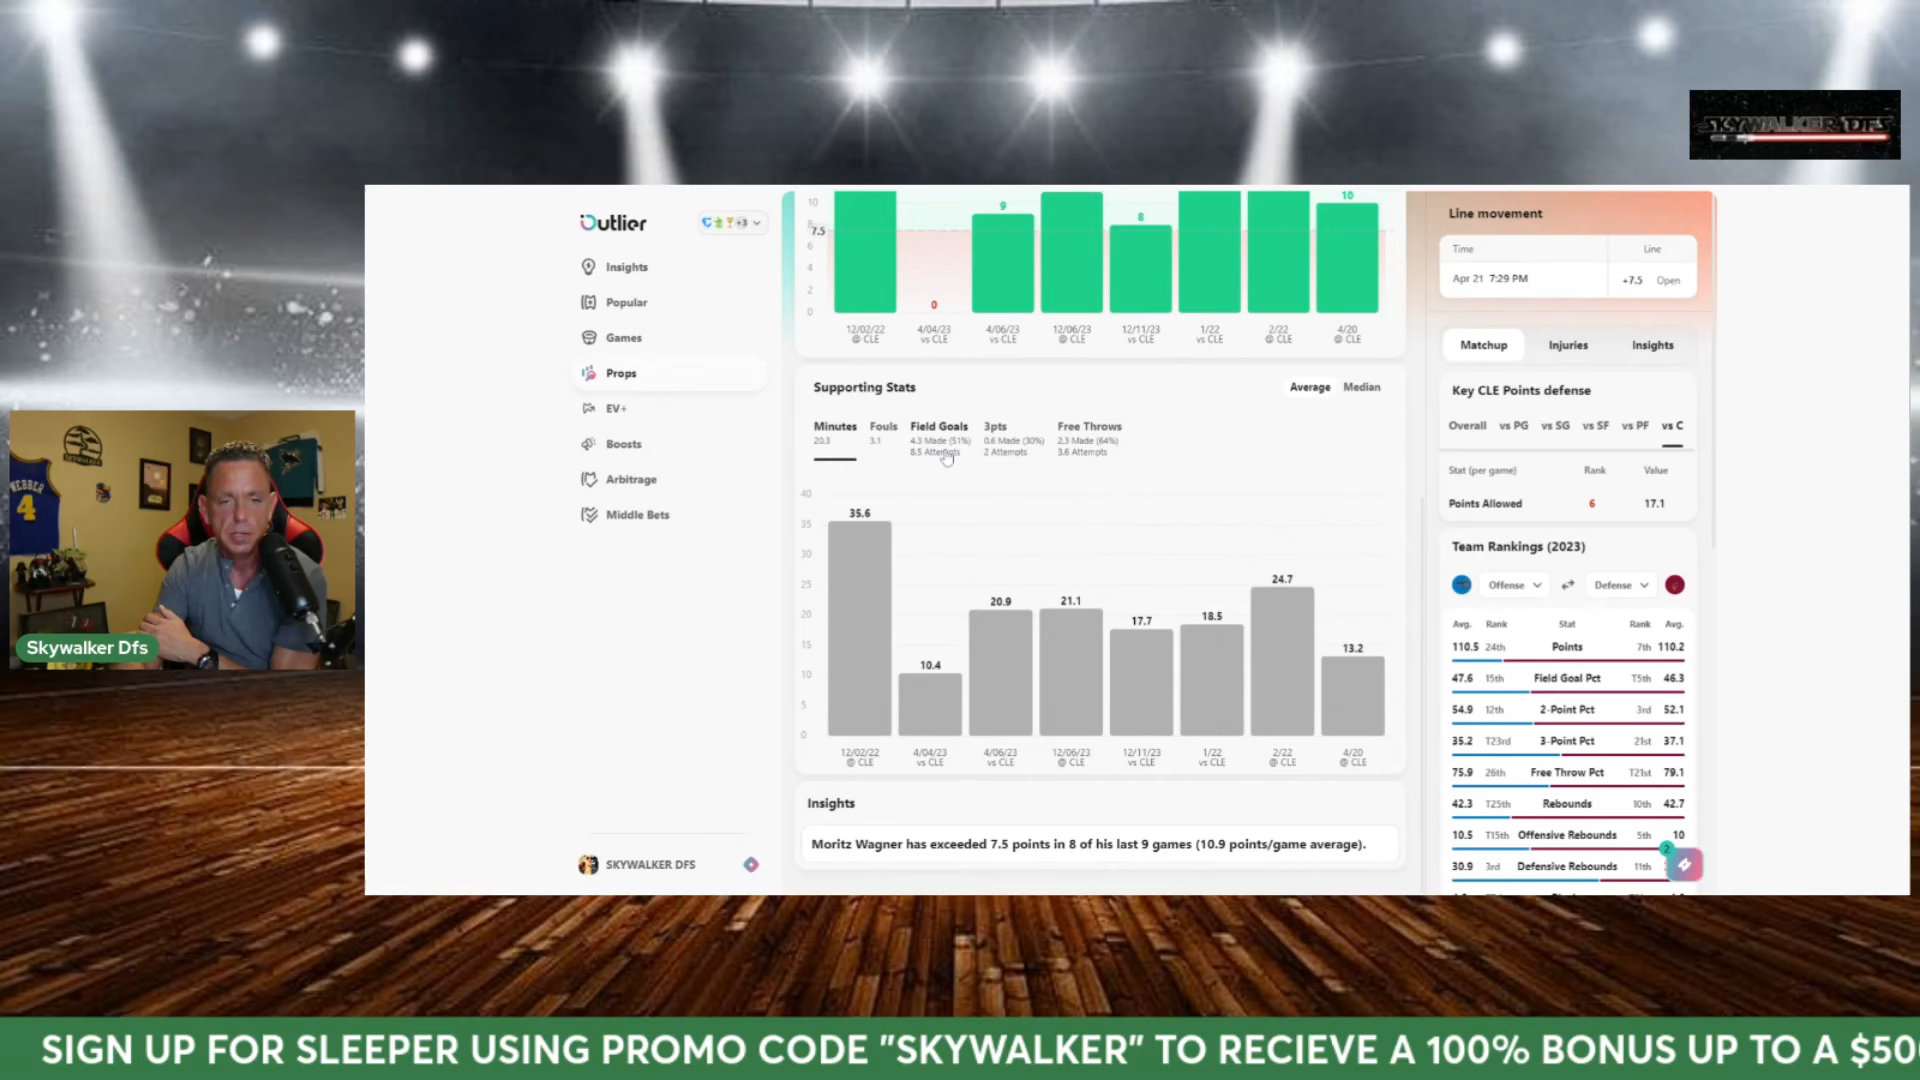 SKYWALKER DFS
Outlier
+3
Insights
Popular
Games
Props
EV+
Boosts
Arbitrage
Middle Bets
SKYWALKER DFS
10
8
7.5
6
4
2
0
0
9
8
10
12/02/22 4/04/23 4/06/23 12/06/23 12/11/23 1/22 2/22 4/20
@ CLE vs CLE vs CLE @ CLE vs CLE vs CLE @ CLE @ CLE
Supporting Stats
Average Median
Minutes Fouls Field Goals 3pts Free Throws
20.3 3.1 4.3 Made (51%) 0.6 Made (30%) 2.3 Made (64%)
8.5 Attempts 2 Attempts 3.6 Attempts
40
35
30
25
20
15
10
5
0
35.6 10.4 20.9 21.1 17.7 18.5 24.7 13.2
12/02/22 4/04/23 4/06/23 12/06/23 12/11/23 1/22 2/22 4/20
@ CLE vs CLE vs CLE @ CLE vs CLE vs CLE @ CLE @ CLE
Insights
Moritz Wagner has exceeded 7.5 points in 8 of his last 9 games (10.9 points/game average).
Line movement
Time Line
Apr 21 7:29 PM +7.5 Open
Matchup Injuries Insights
Key CLE Points defense
Overall vs PG vs SG vs SF vs PF vs C
Stat (per game) Rank Value
Points Allowed 6 17.1
Team Rankings (2023)
Offense Defense
Avg. Rank Stat Rank Avg.
110.5 24th Points 7th 110.2
47.6 15th Field Goal Pct T5th 46.3
54.9 12th 2-Point Pct 3rd 52.1
35.2 T23rd 3-Point Pct 21st 37.1
75.9 26th Free Throw Pct T21st 79.1
42.3 T25th Rebounds 10th 42.7
10.5 T15th Offensive Rebounds 5th 10
30.9 3rd Defensive Rebounds 11th
2
WEBBER
4
Skywalker Dfs
SIGN UP FOR SLEEPER USING PROMO CODE "SKYWALKER" TO RECIEVE A 100% BONUS UP TO A $500